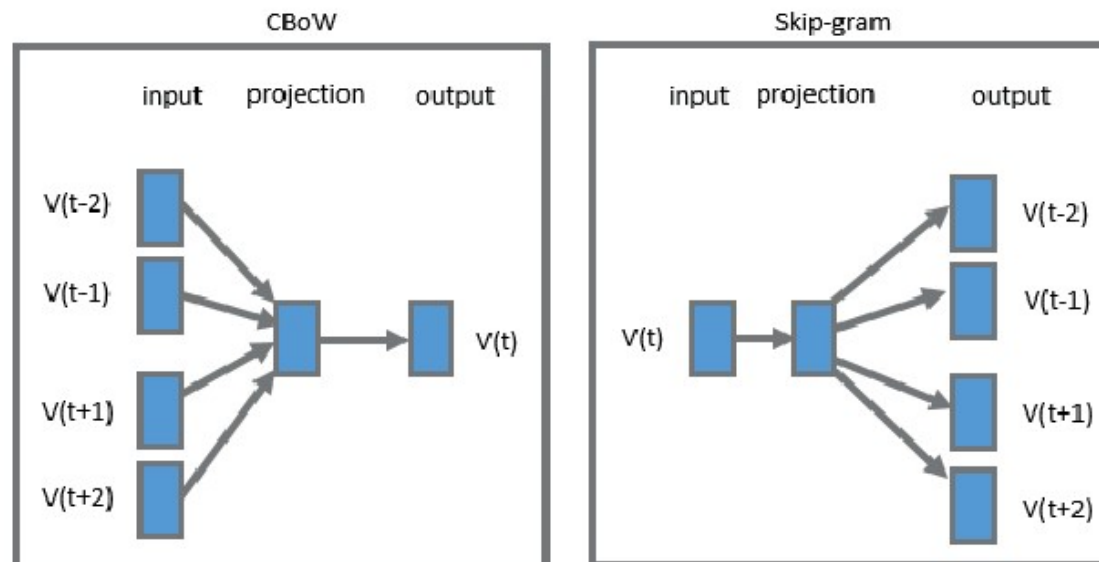 CBoW
input projection output
V(t-2)
V(t-1)
V(t)
V(t+1)
V(t+2)
Skip-gram
input projection output
V(t-2)
V(t-1)
V(t)
V(t+1)
V(t+2)